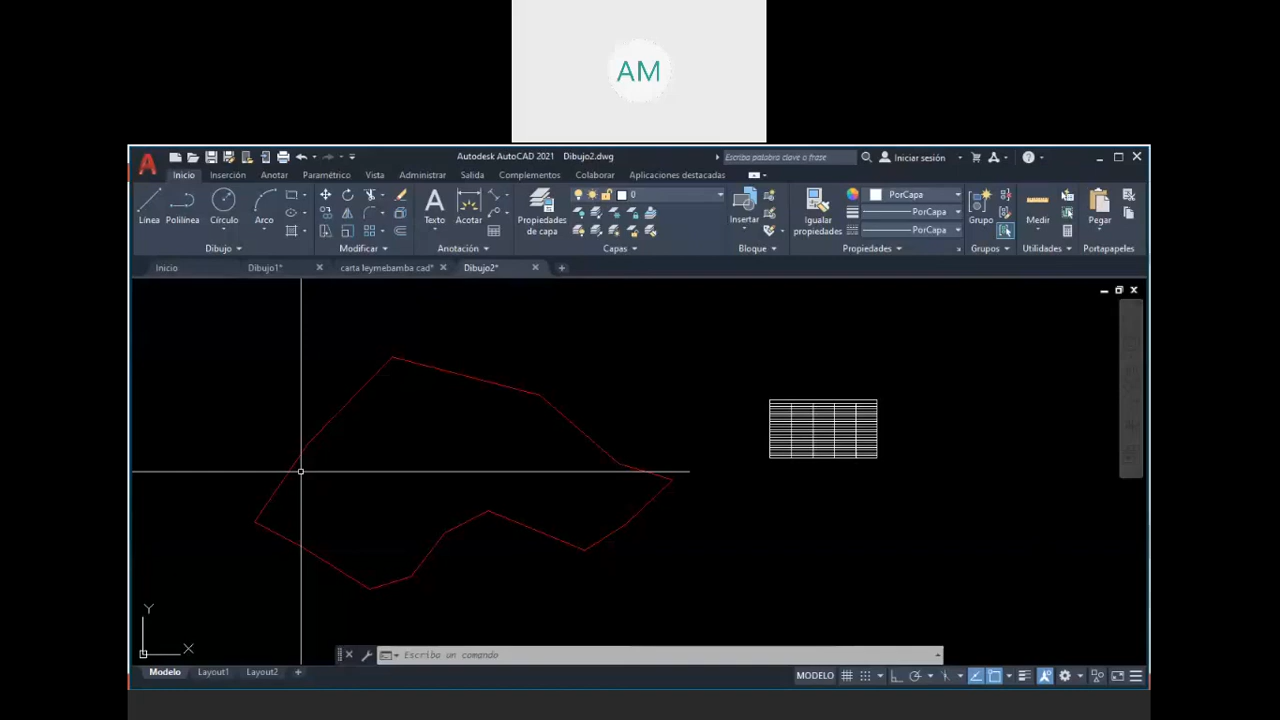 AM
Autodesk AutoCAD 2021 Dibujo2.dwg
Escriba palabra clave o frase
Iniciar sesión
Inicio Inserción Anotar Paramétrico Vista Administrar Salida Complementos Colaborar Aplicaciones destacadas
Línea Polilínea Círculo Arco
Texto Acotar
Propiedades de capa
0
Insertar
Igualar propiedades
PorCapa
PorCapa
PorCapa
Grupo
Medir
Pegar
Dibujo Modificar Anotación Capas Bloque Propiedades Grupos Utilidades Portapapeles
Inicio Dibujo1* carta leymebamba cad* Dibujo2*
Y
X
Escriba un comando
Modelo Layout1 Layout2
MODELO